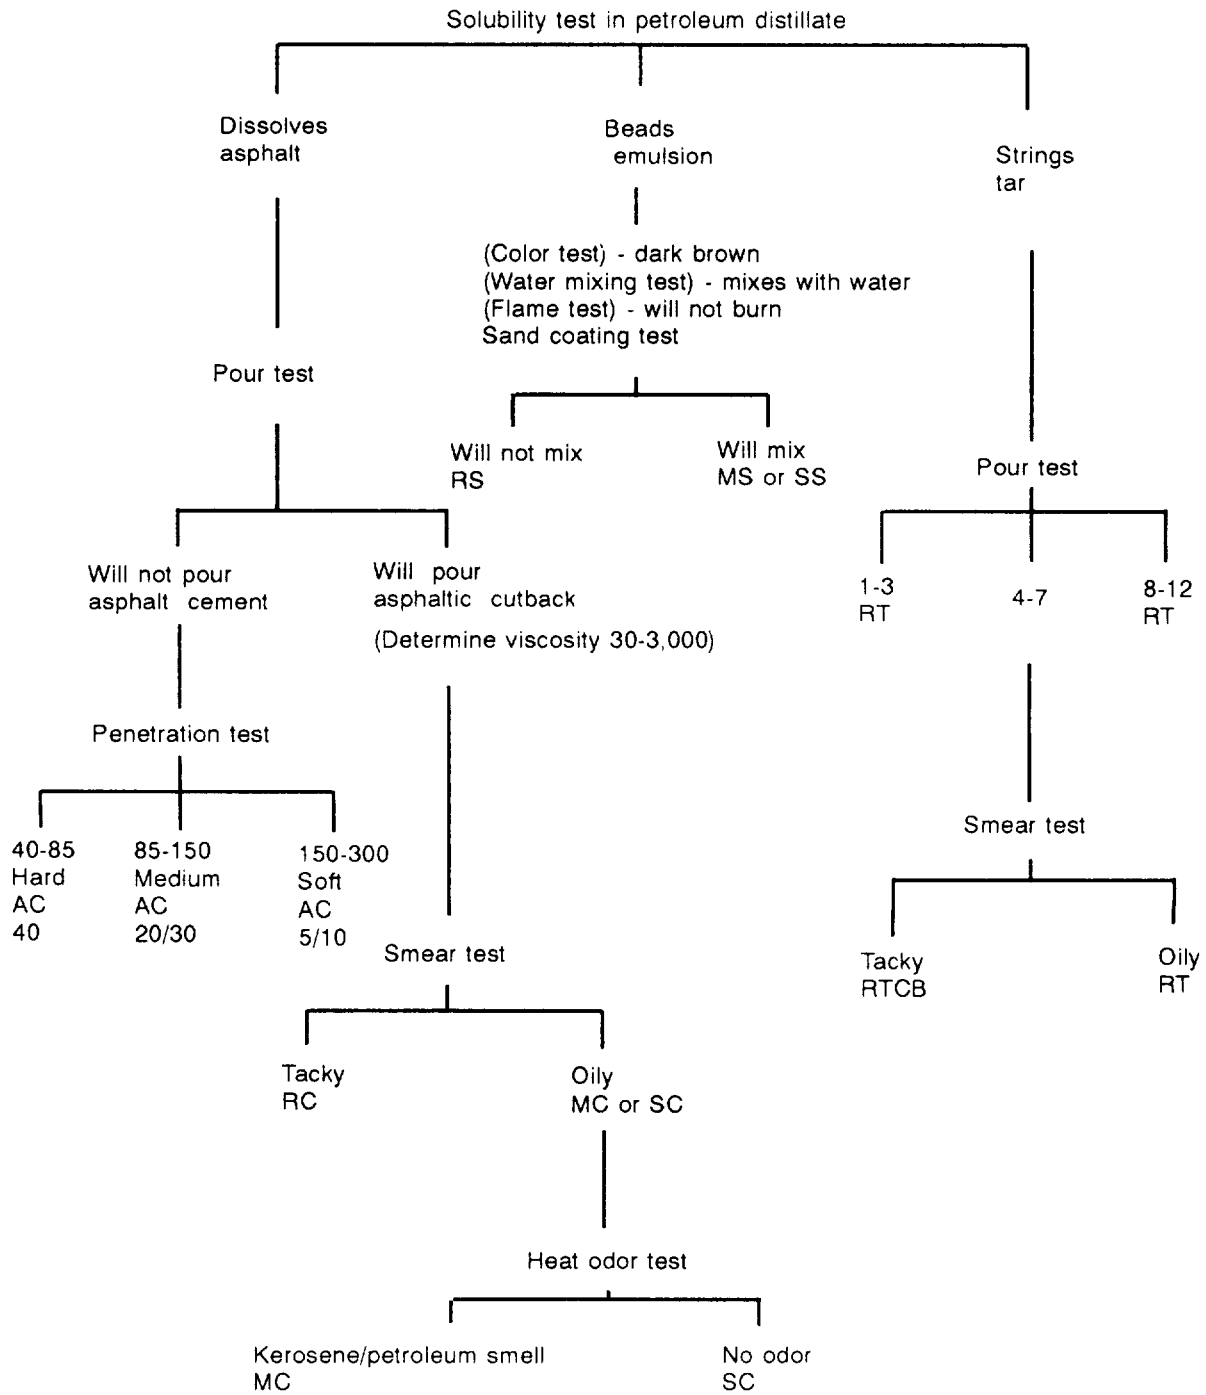 Solubility test in petroleum distillate
Dissolves
asphalt
Beads
emulsion
Strings
tar
(Color test) - dark brown
(Water mixing test) - mixes with water
(Flame test) - will not burn
Sand coating test
Pour test
Will not mix
RS
Will mix
MS or SS
Pour test
Will not pour
asphalt cement
Will pour
asphaltic cutback
(Determine viscosity 30-3,000)
1-3
RT
4-7
8-12
RT
Penetration test
40-85
Hard
AC
40
85-150
Medium
AC
20/30
150-300
Soft
AC
5/10
Smear test
Tacky
RTCB
Oily
RT
Smear test
Tacky
RC
Oily
MC or SC
Heat odor test
Kerosene/petroleum smell
MC
No odor
SC